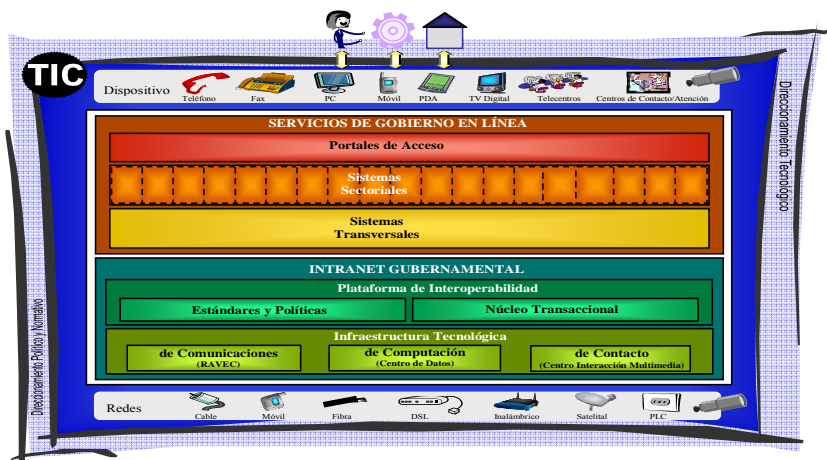 TIC
Dispositivo
Teléfono
Fax
PC
Móvil
PDA
TV Digital
Telecentros
Centros de Contacto/Atención
SERVICIOS DE GOBIERNO EN LÍNEA
Portales de Acceso
Sistemas
Sectoriales
Sistemas
Transversales
INTRANET GUBERNAMENTAL
Plataforma de Interoperabilidad
Estándares y Políticas
Núcleo Transaccional
Infraestructura Tecnológica
de Comunicaciones
(RAVEC)
de Computación
(Centro de Datos)
de Contacto
(Centro Interacción Multimedia)
Redes
Cable
Móvil
Fibra
DSL
Inalámbrico
Satelital
PLC
Direccionamiento Político y Normativo
Direccionamiento Tecnológico